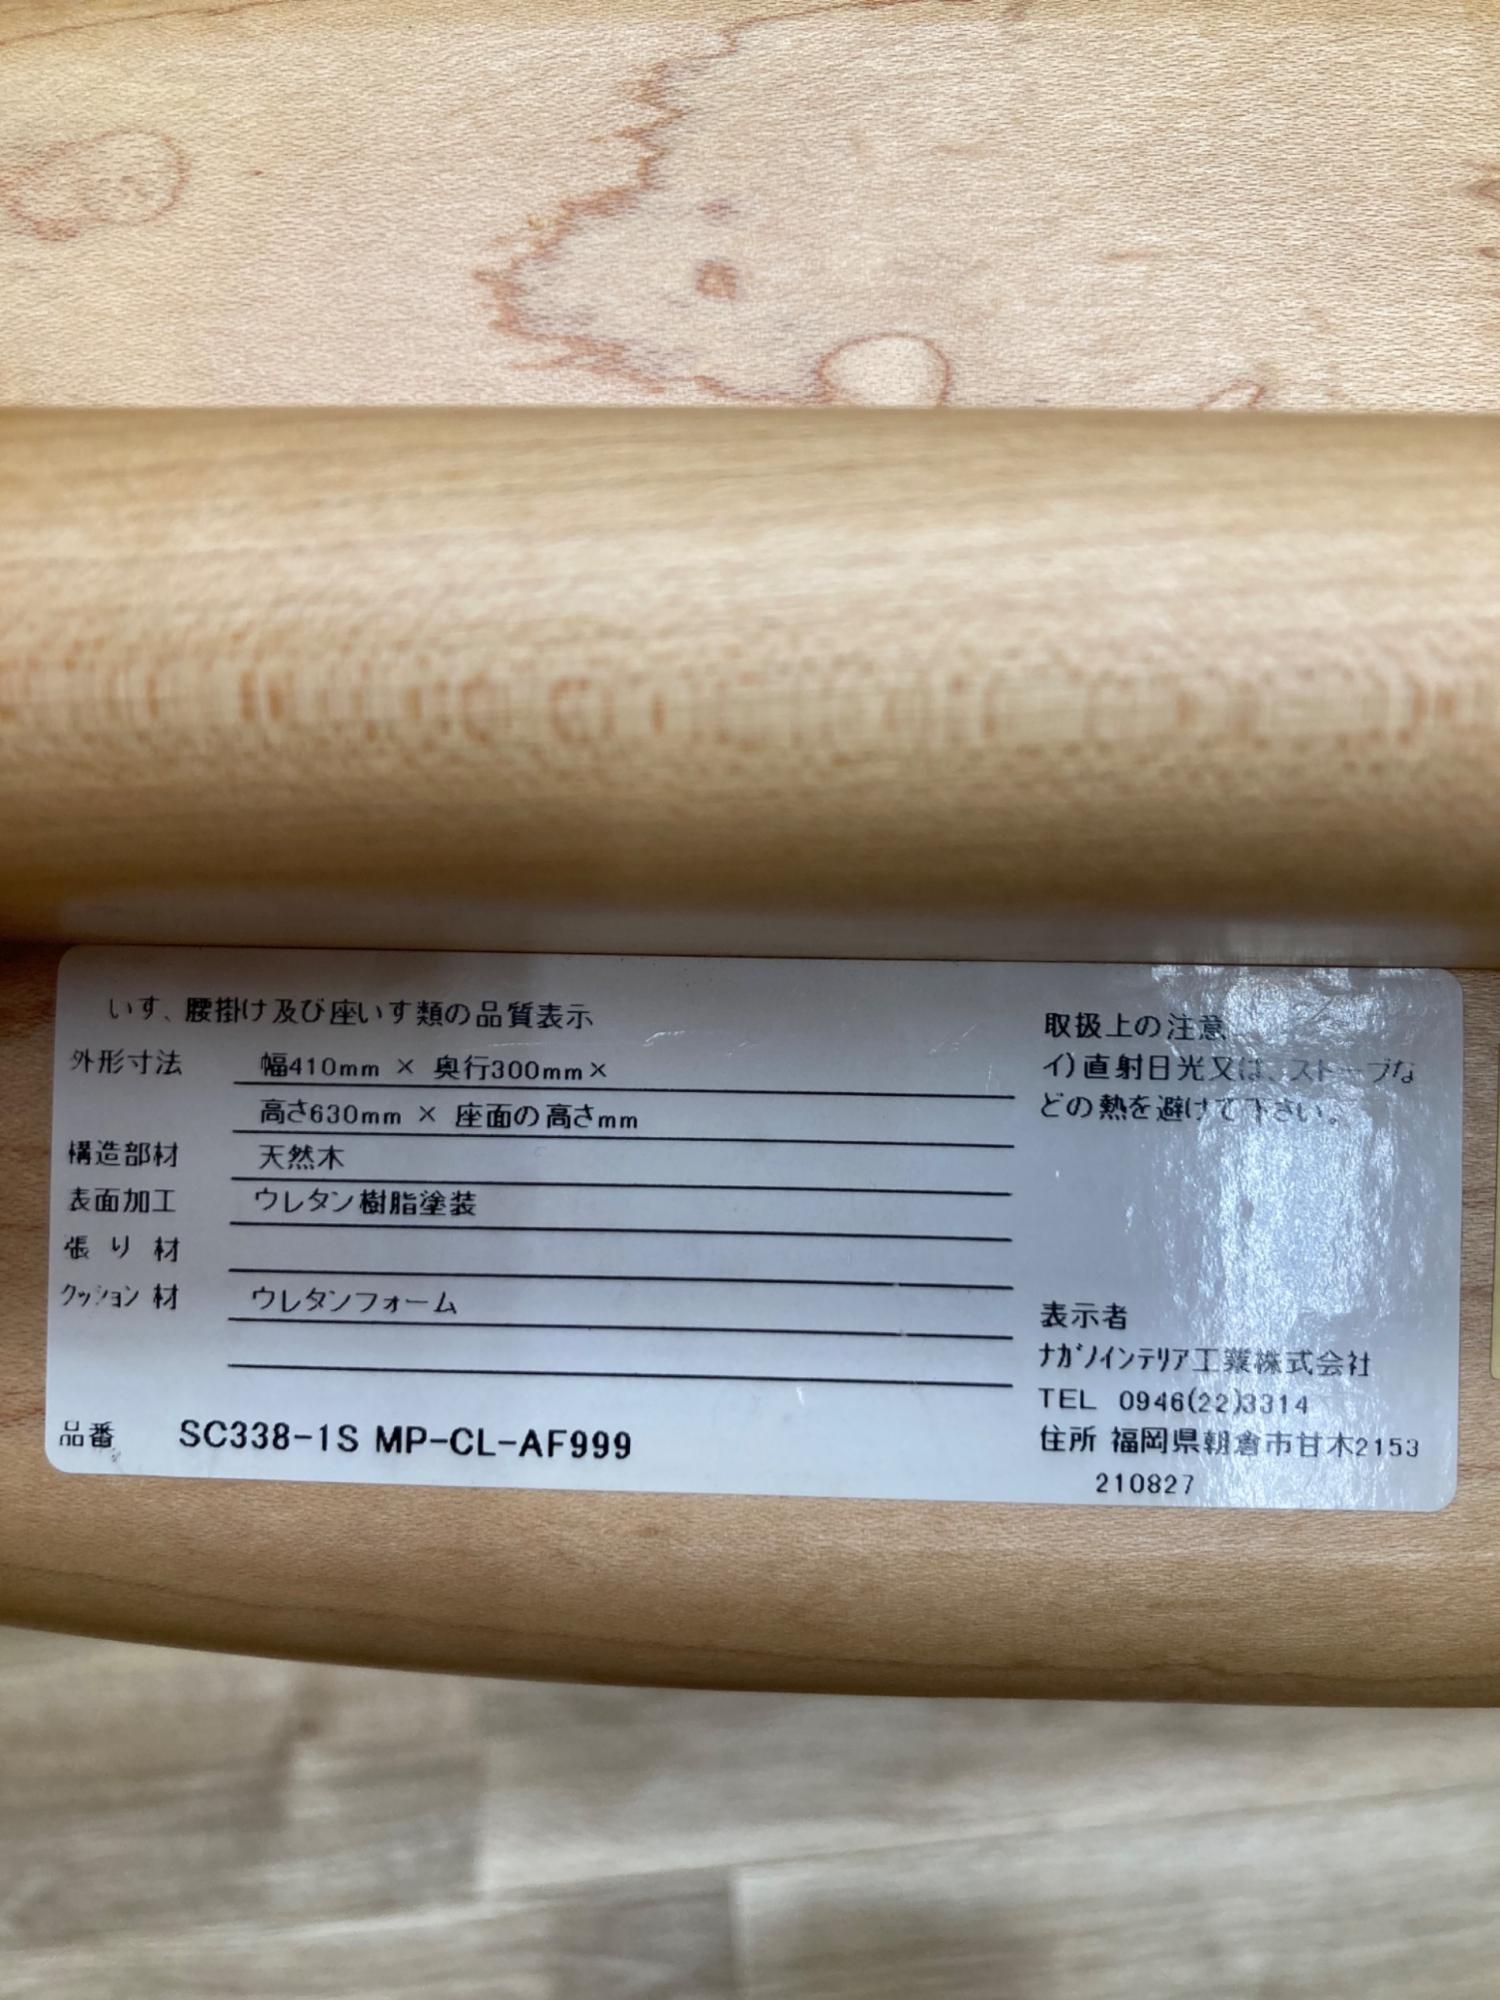 いす、腰掛け及び座いす類の品質表示
外形寸法 幅410mm × 奥行300mm×
高さ630mm × 座面の高さmm
構造部材 天然木
表面加工 ウレタン樹脂塗装
張り材
クッション材 ウレタンフォーム
品番 SC338-1S MP-CL-AF999
取扱上の注意
イ)直射日光又は、ストーブな
どの熱を避けて下さい。
表示者
ナガノインテリア工業株式会社
TEL 0946(22)3314
住所 福岡県朝倉市甘木2153
210827